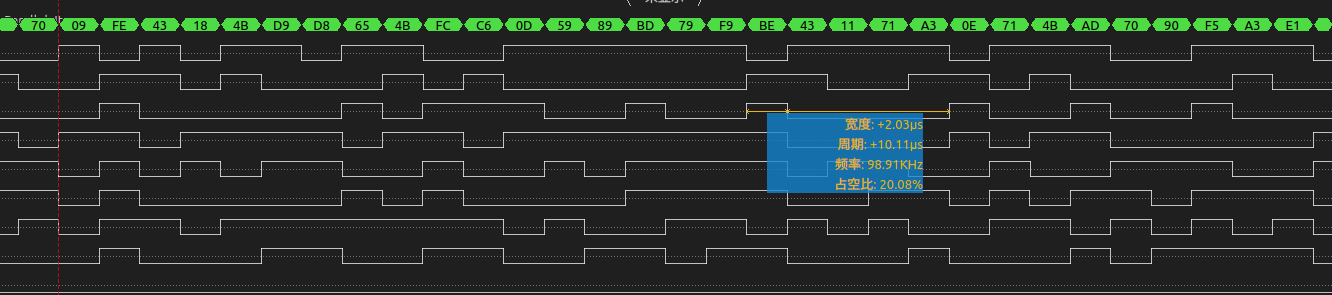 70 09 FE 43 18 4B D9 D8 65 4B FC C6 0D 59 89 BD 79 F9 BE 43 11 71 A3 0E 71 4B AD 70 90 F5 A3 E1
宽度: +2.03µs
周期: +10.11µs
频率: 98.91KHz
占空比: 20.08%